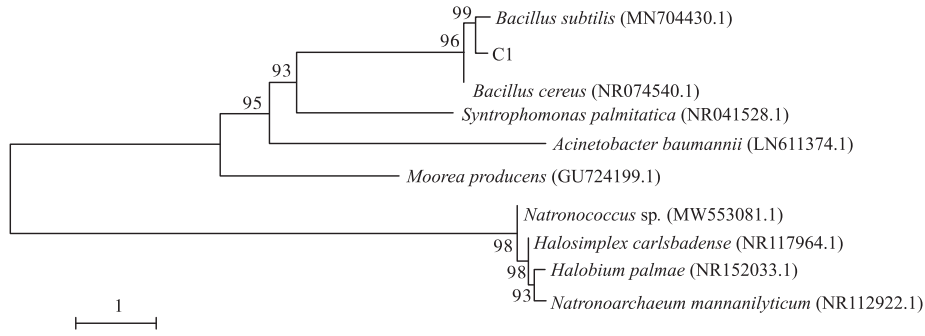 99
Bacillus subtilis (MN704430.1)
96
C1
93
Bacillus cereus (NR074540.1)
95
Syntrophomonas palmitatica (NR041528.1)
Acinetobacter baumannii (LN611374.1)
Moorea producens (GU724199.1)
Natronococcus sp. (MW553081.1)
98
Halosimplex carlsbadense (NR117964.1)
98
Halobium palmae (NR152033.1)
93
Natronoarchaeum mannanilyticum (NR112922.1)
1